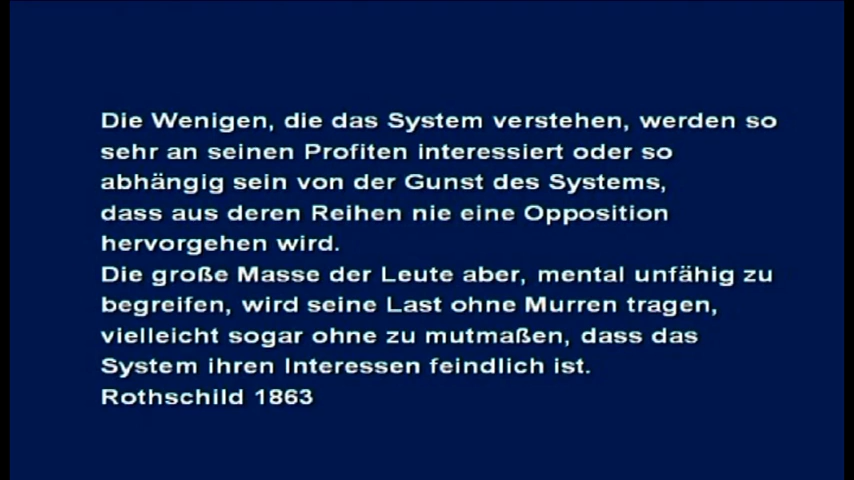 Die Wenigen, die das System verstehen, werden so
sehr an seinen Profiten interessiert oder so
abhängig sein von der Gunst des Systems,
dass aus deren Reihen nie eine Opposition
hervorgehen wird.
Die große Masse der Leute aber, mental unfähig zu
begreifen, wird seine Last ohne Murren tragen,
vielleicht sogar ohne zu mutmaßen, dass das
System ihren Interessen feindlich ist.
Rothschild 1863